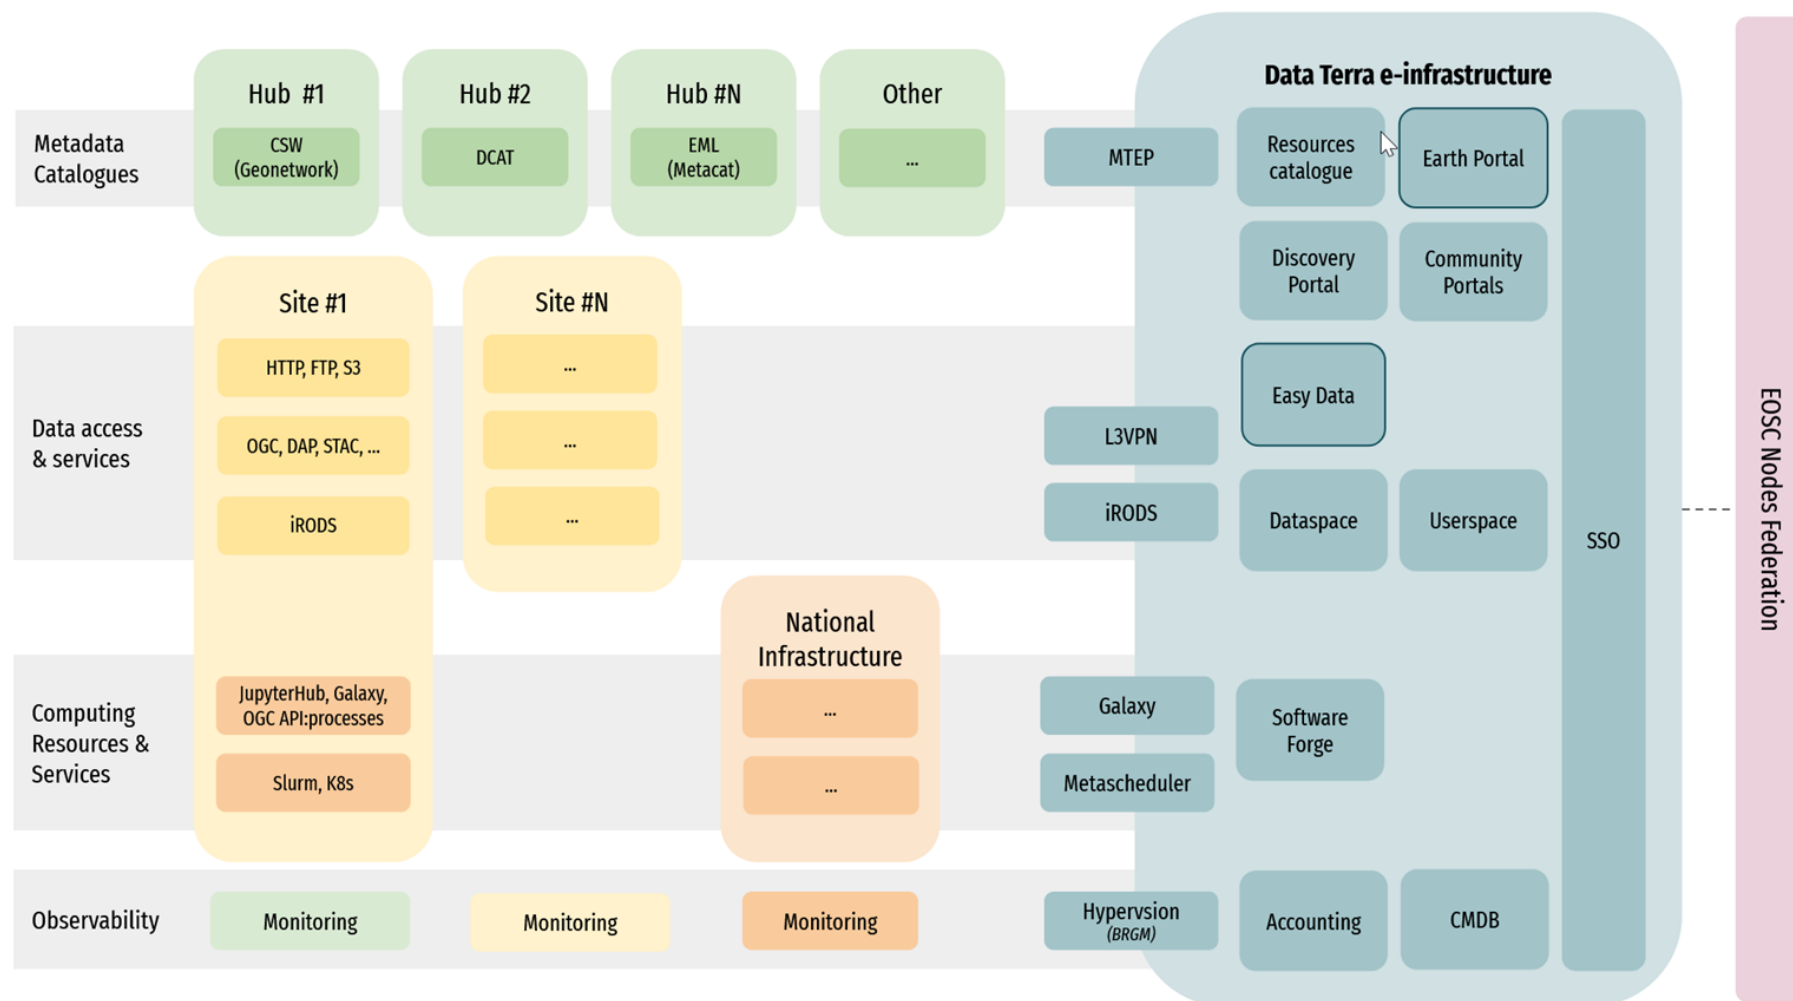 Data Terra e-infrastructure
Hub #1
Hub #2
Hub #N
Other
Metadata
Catalogues
CSW
(Geonetwork)
DCAT
EML
(Metacat)
...
MTEP
Resources
catalogue
Earth Portal
Discovery
Portal
Community
Portals
Site #1
Site #N
Data access
& services
HTTP, FTP, S3
...
OGC, DAP, STAC, ...
...
iRODS
...
L3VPN
iRODS
Easy Data
Dataspace
Userspace
SSO
EOSC Nodes Federation
National
Infrastructure
Computing
Resources &
Services
JupyterHub, Galaxy,
OGC API:processes
Slurm, K8s
...
...
Galaxy
Metascheduler
Software
Forge
Observability
Monitoring
Monitoring
Monitoring
Hypervsion
(BRGM)
Accounting
CMDB